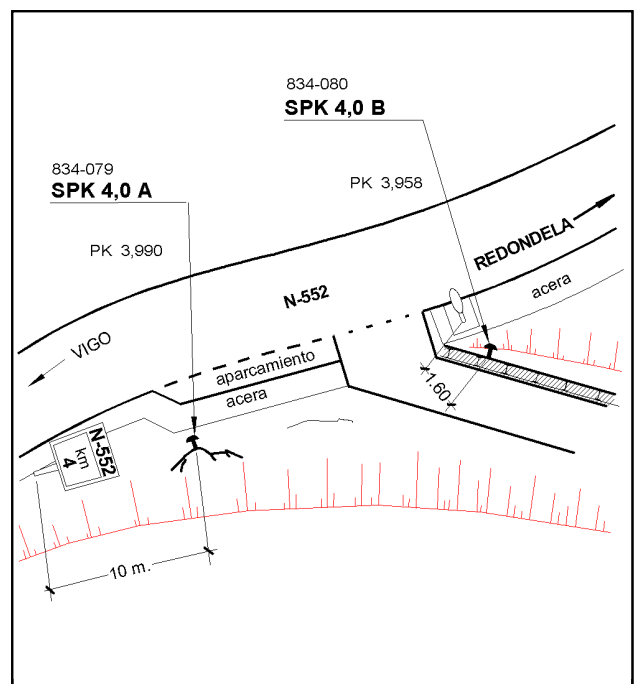 834-080
SPK 4,0 B
834-079
SPK 4,0 A
PK 3,958
PK 3,990
REDONDELA
acera
N-552
VIGO
aparcamiento
acera
1.60
N-552
km
4
10 m.